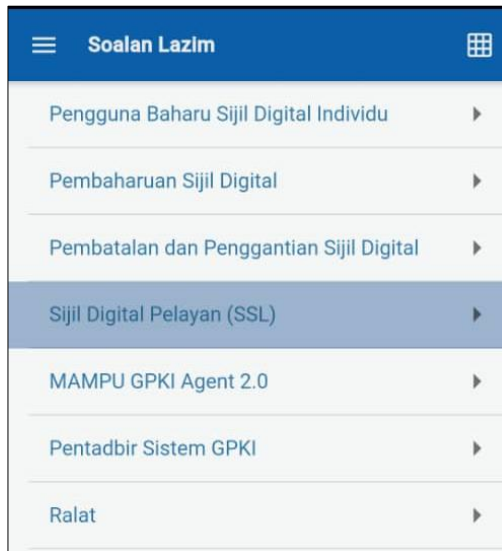 Soalan Lazim
Pengguna Baharu Sijil Digital Individu
Pembaharuan Sijil Digital
Pembatalan dan Penggantian Sijil Digital
Sijil Digital Pelayan (SSL)
MAMPU GPKI Agent 2.0
Pentadbir Sistem GPKI
Ralat